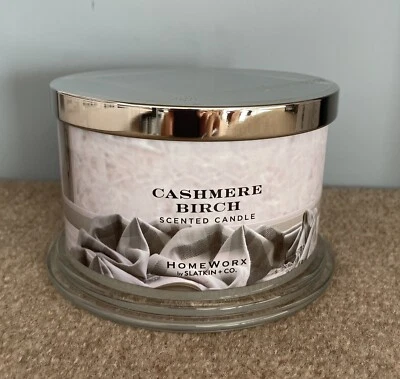 CASHMERE
BIRCH
SCENTED CANDLE
HOMEWORX
by SLATKIN + CO.